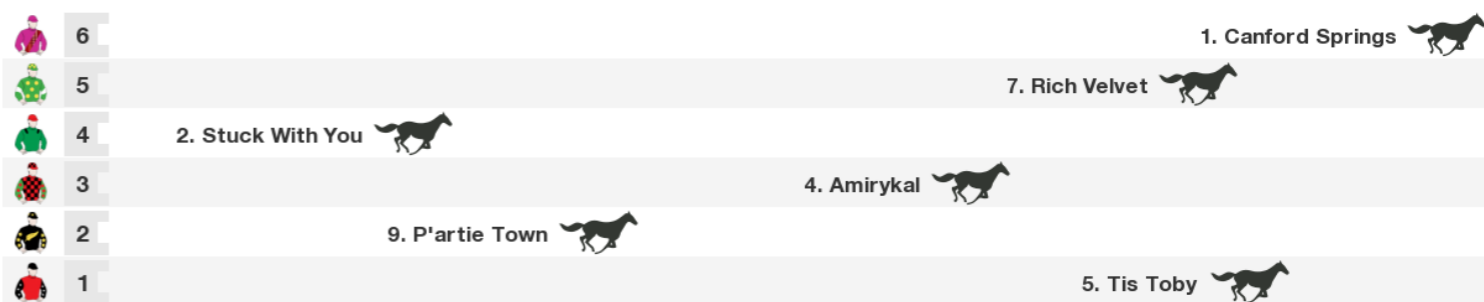 6 1. Canford Springs
5 7. Rich Velvet
4 2. Stuck With You
3 4. Amirykal
2 9. P'artie Town
1 5. Tis Toby